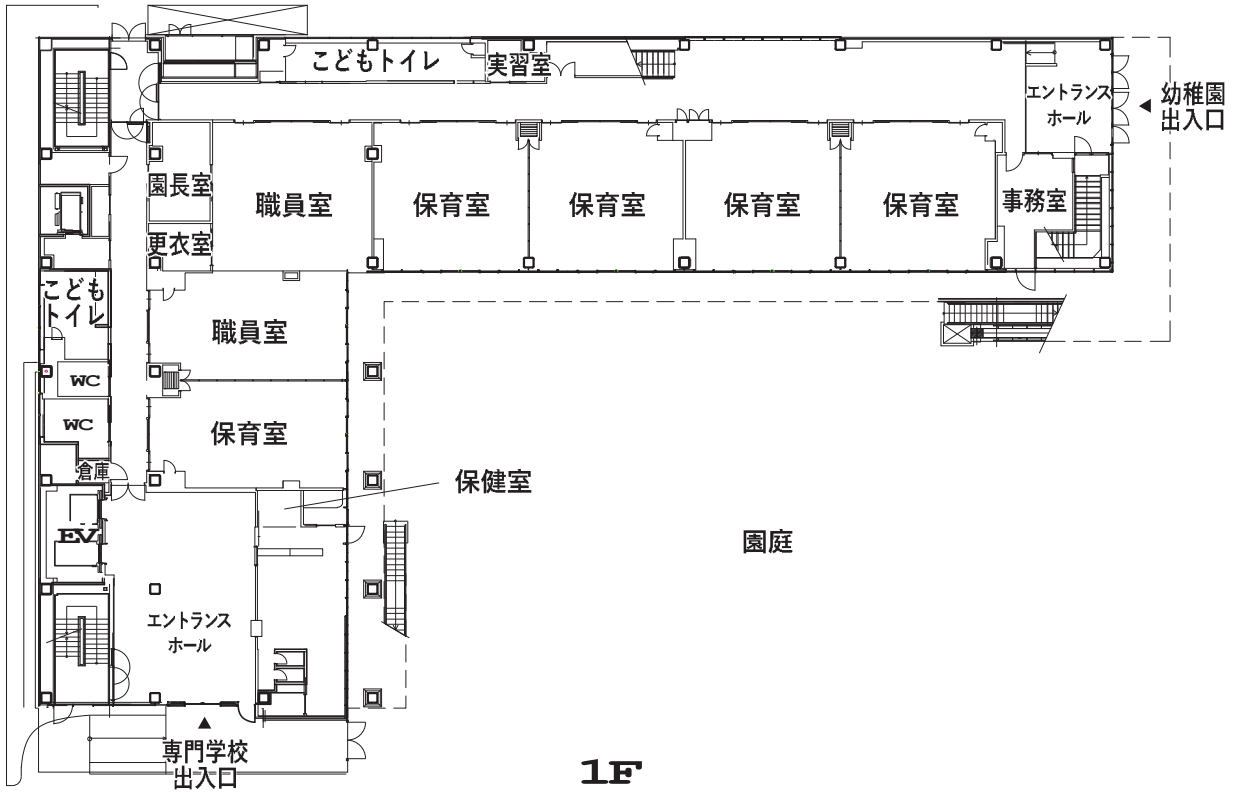 こどもトイレ
実習室
エントランス
ホール
幼稚園
出入口
園長室
職員室
保育室
保育室
保育室
保育室
事務室
更衣室
こども
トイレ
職員室
WC
WC
保育室
倉庫
保健室
EV
園庭
エントランス
ホール
専門学校
出入口
1F